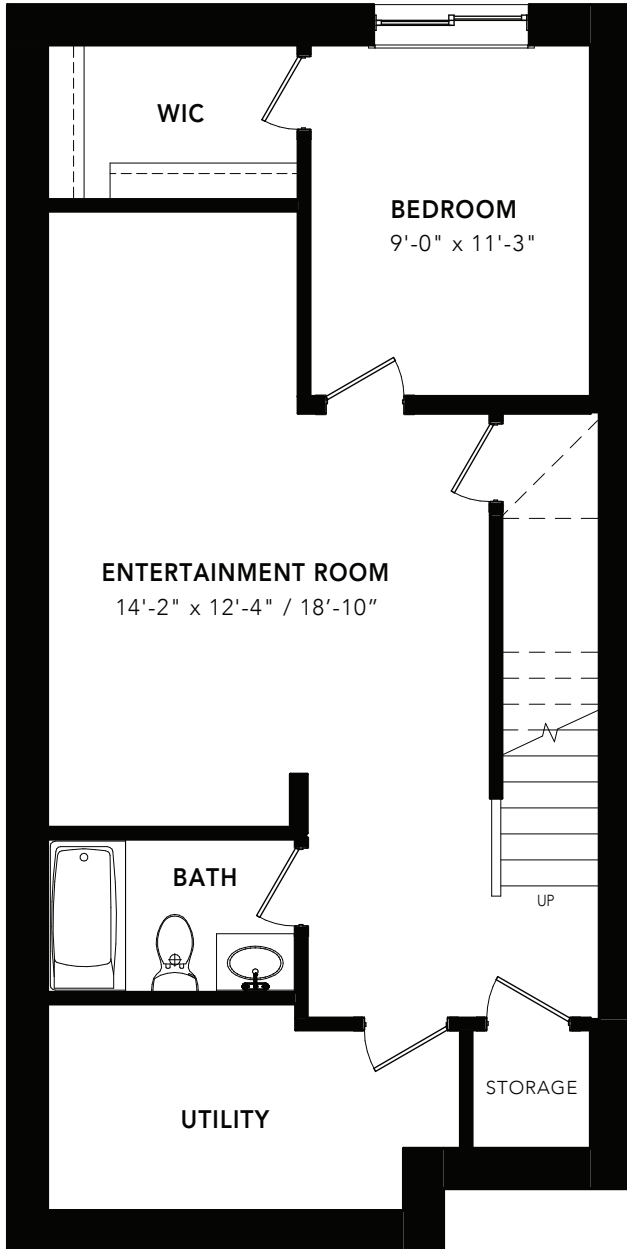 WIC
BEDROOM
9'-0" x 11'-3"
ENTERTAINMENT ROOM
14'-2" x 12'-4" / 18’-10”
BATH
UP
STORAGE
UTILITY